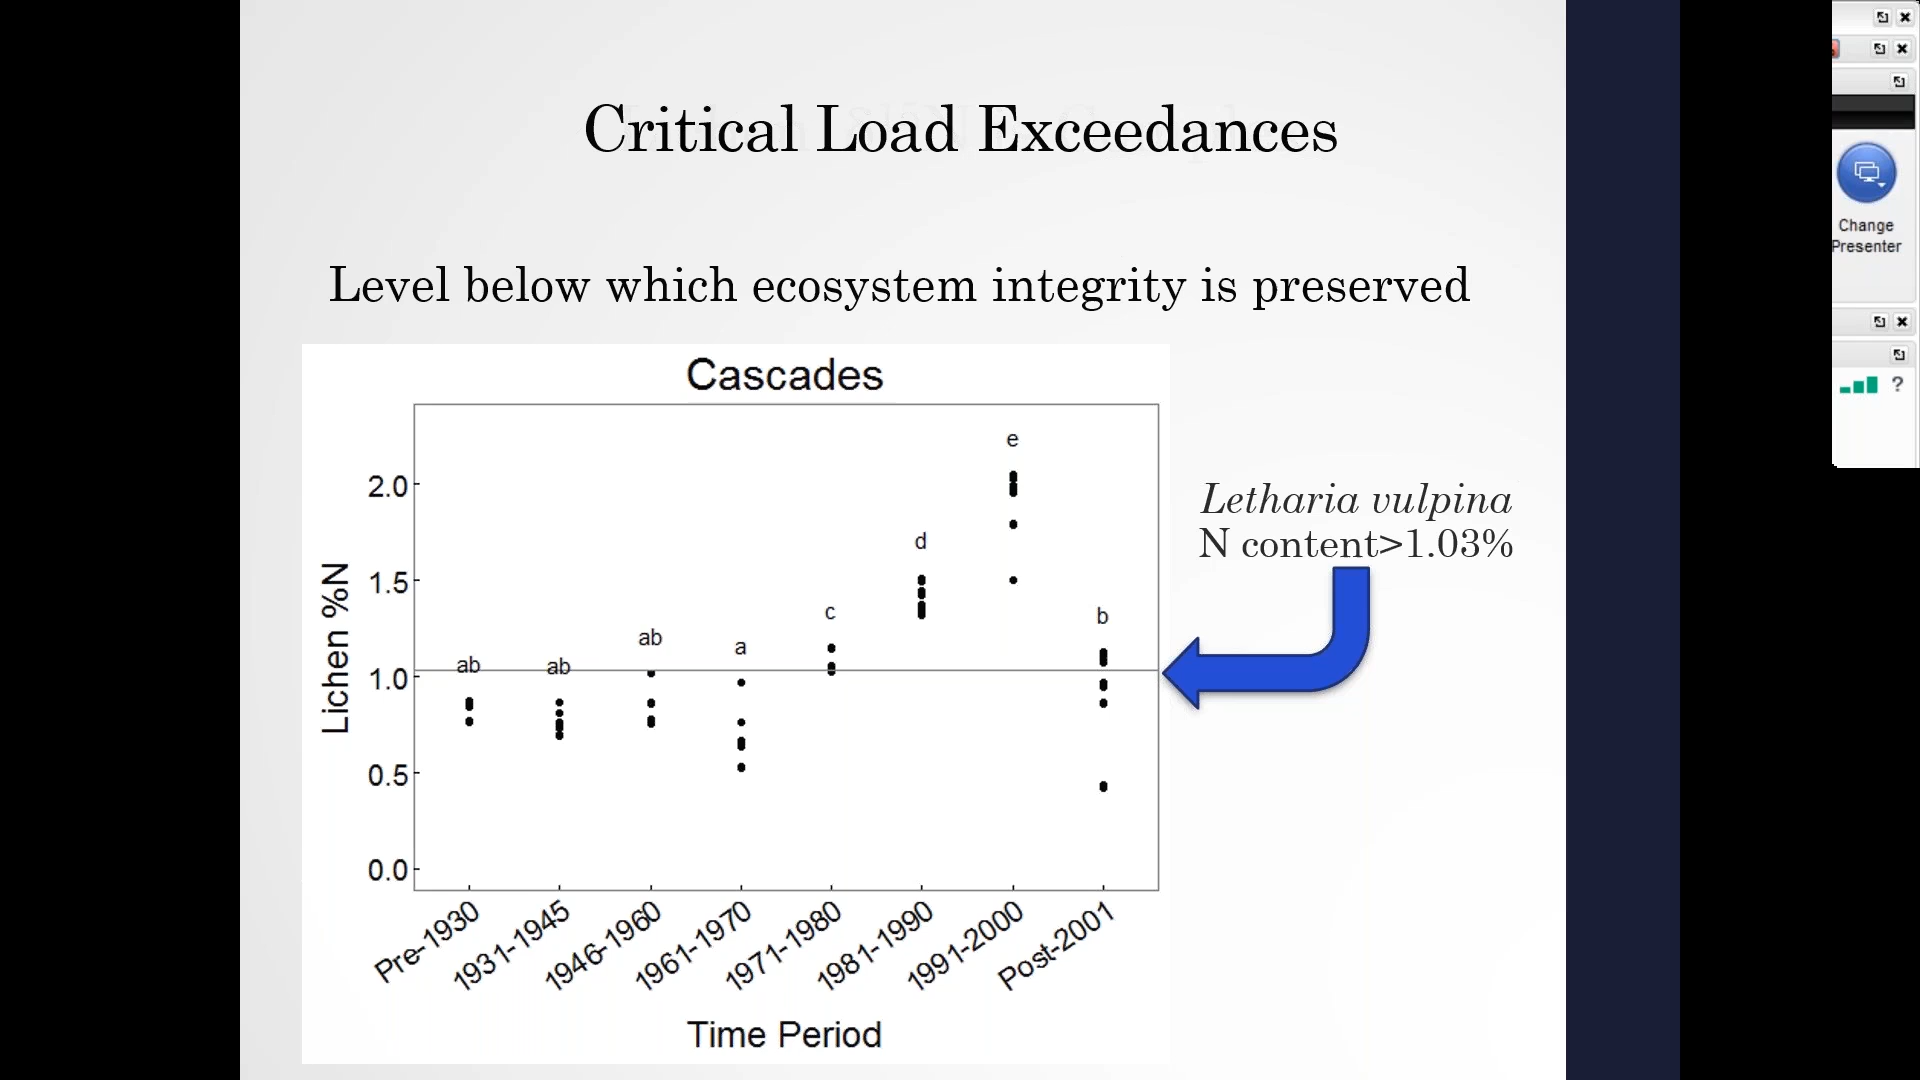 Critical Load Exceedances
Level below which ecosystem integrity is preserved
Cascades
e
d
c
b
ab
ab
ab
a
2.0
1.5
1.0
0.5
0.0
Lichen %N
Pre-1930
1931-1945
1946-1960
1961-1970
1971-1980
1981-1990
1991-2000
Post-2001
Time Period
Letharia vulpina
N content>1.03%
Change
Presenter
?